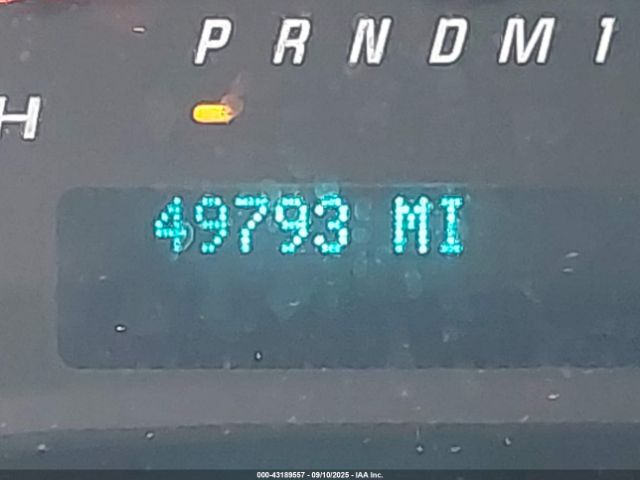 P R N D M 1
H
49793 MI
000-43189557 - 09/10/2025 - IAA Inc.